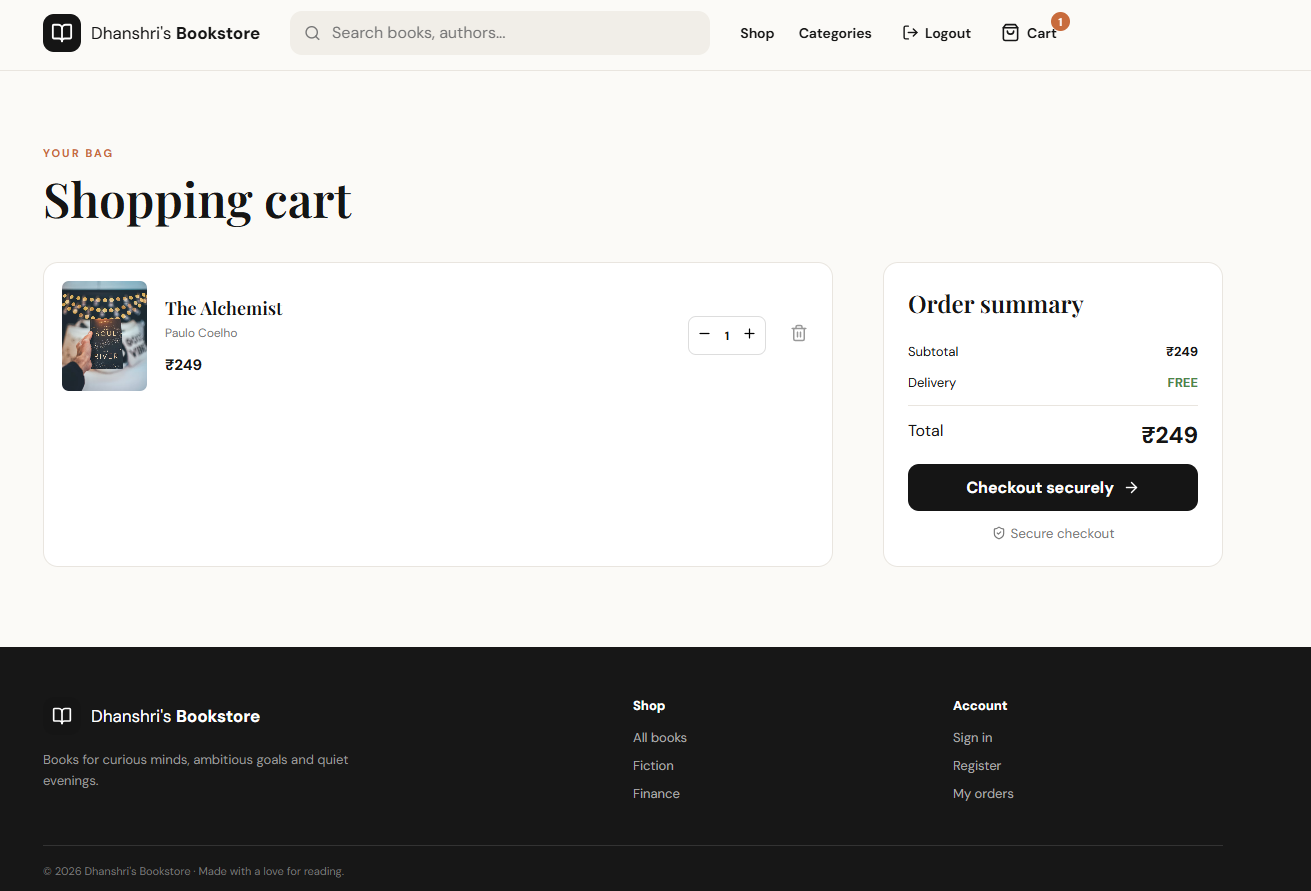 Dhanshri's Bookstore
Search books, authors...
Shop
Categories
Logout
Cart
1
YOUR BAG
Shopping cart
The Alchemist
Paulo Coelho
₹249
− 1 +
SOUL
RIVER
Order summary
Subtotal ₹249
Delivery FREE
Total ₹249
Checkout securely →
Secure checkout
Dhanshri's Bookstore
Books for curious minds, ambitious goals and quiet
evenings.
Shop
All books
Fiction
Finance
Account
Sign in
Register
My orders
© 2026 Dhanshri's Bookstore · Made with a love for reading.